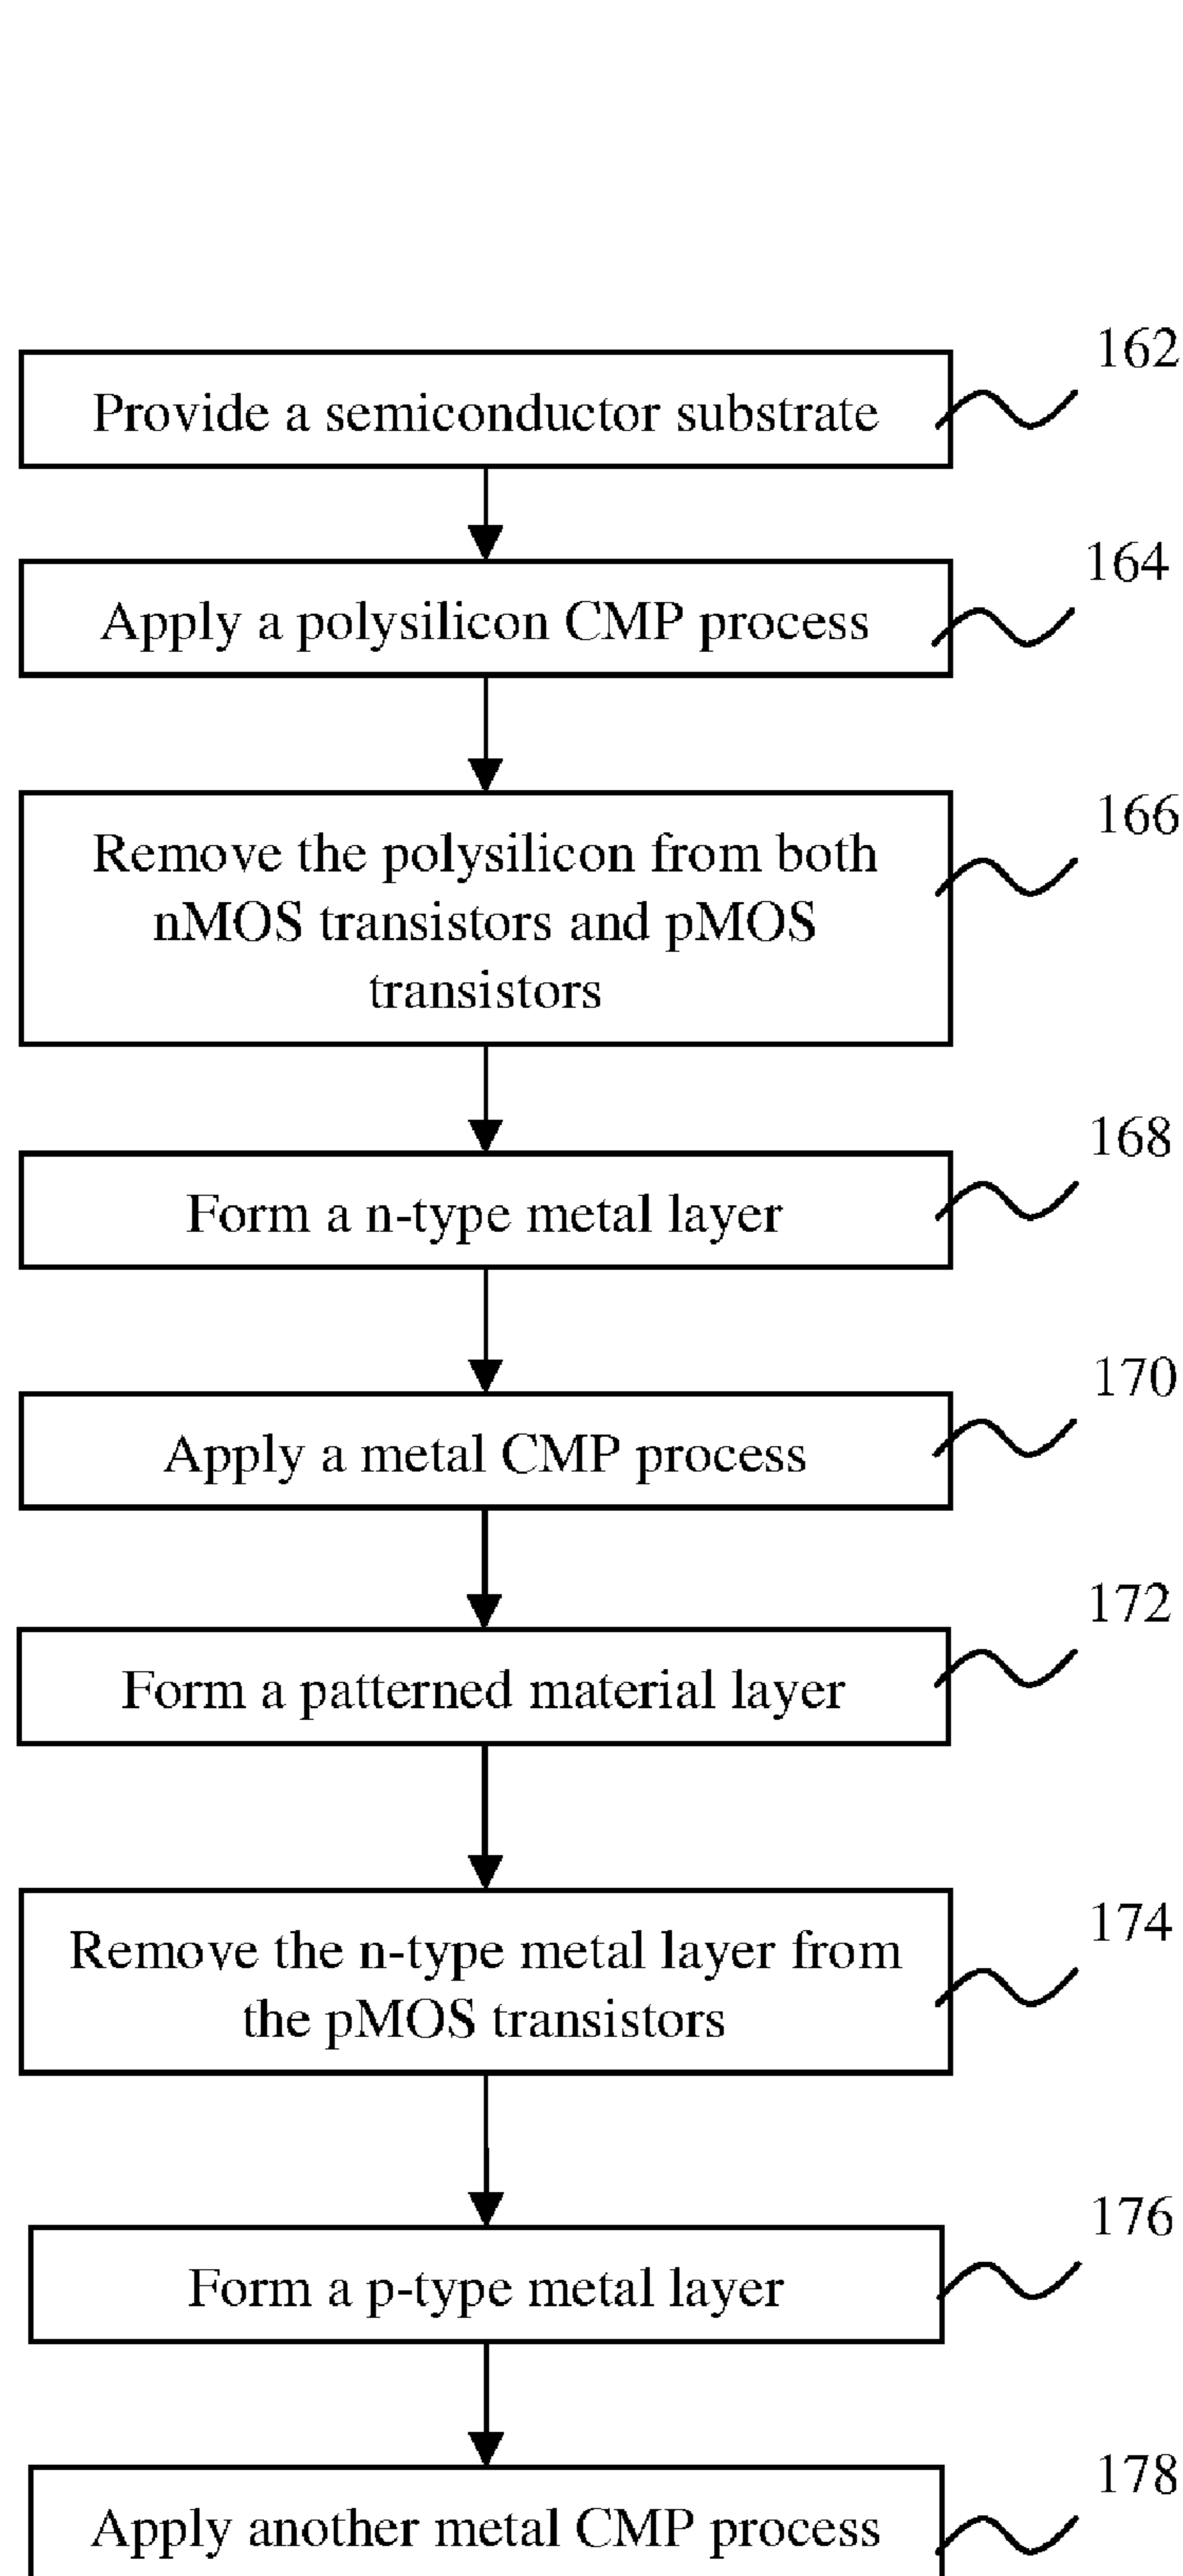 162
Provide a semiconductor substrate
164
Apply a polysilicon CMP process
166
Remove the polysilicon from both
nMOS transistors and pMOS
transistors
168
Form a n-type metal layer
170
Apply a metal CMP process
172
Form a patterned material layer
174
Remove the n-type metal layer from
the pMOS transistors
176
Form a p-type metal layer
178
Apply another metal CMP process